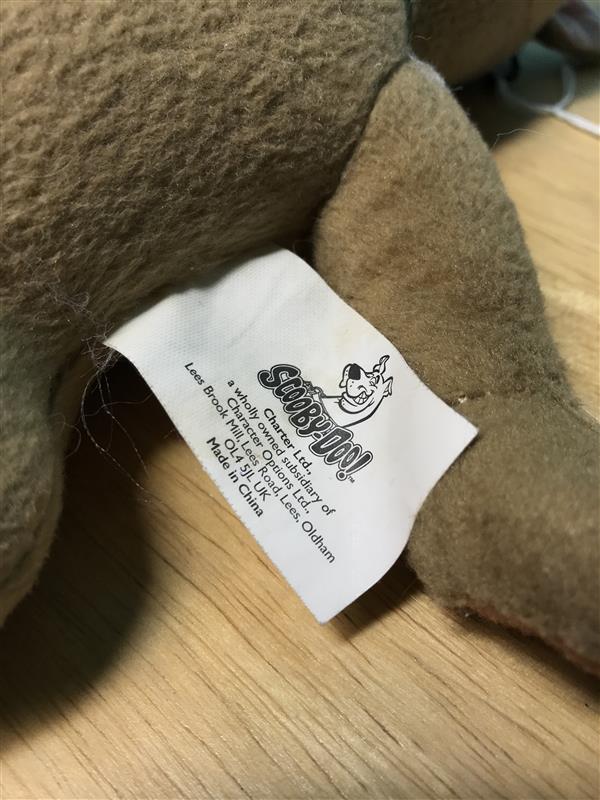 SCOOBY-DOO!™
Charter Ltd.,
a wholly owned subsidiary of
Character Options Ltd.,
Lees Brook Mill, Lees Road, Lees, Oldham
OL4 5JL UK
Made in China